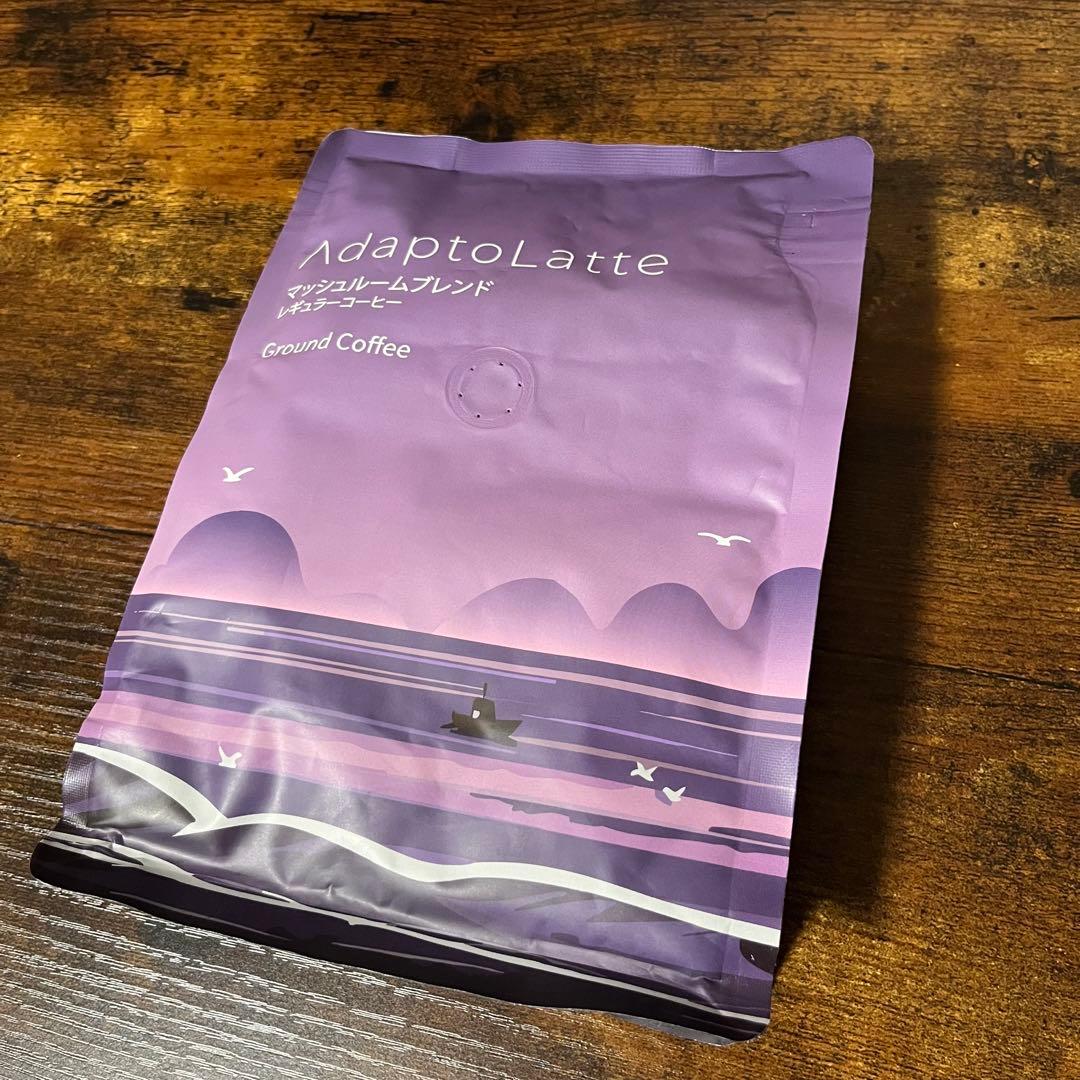 AdaptoLatte
マッシュルームブレンド
レギュラーコーヒー
Ground Coffee